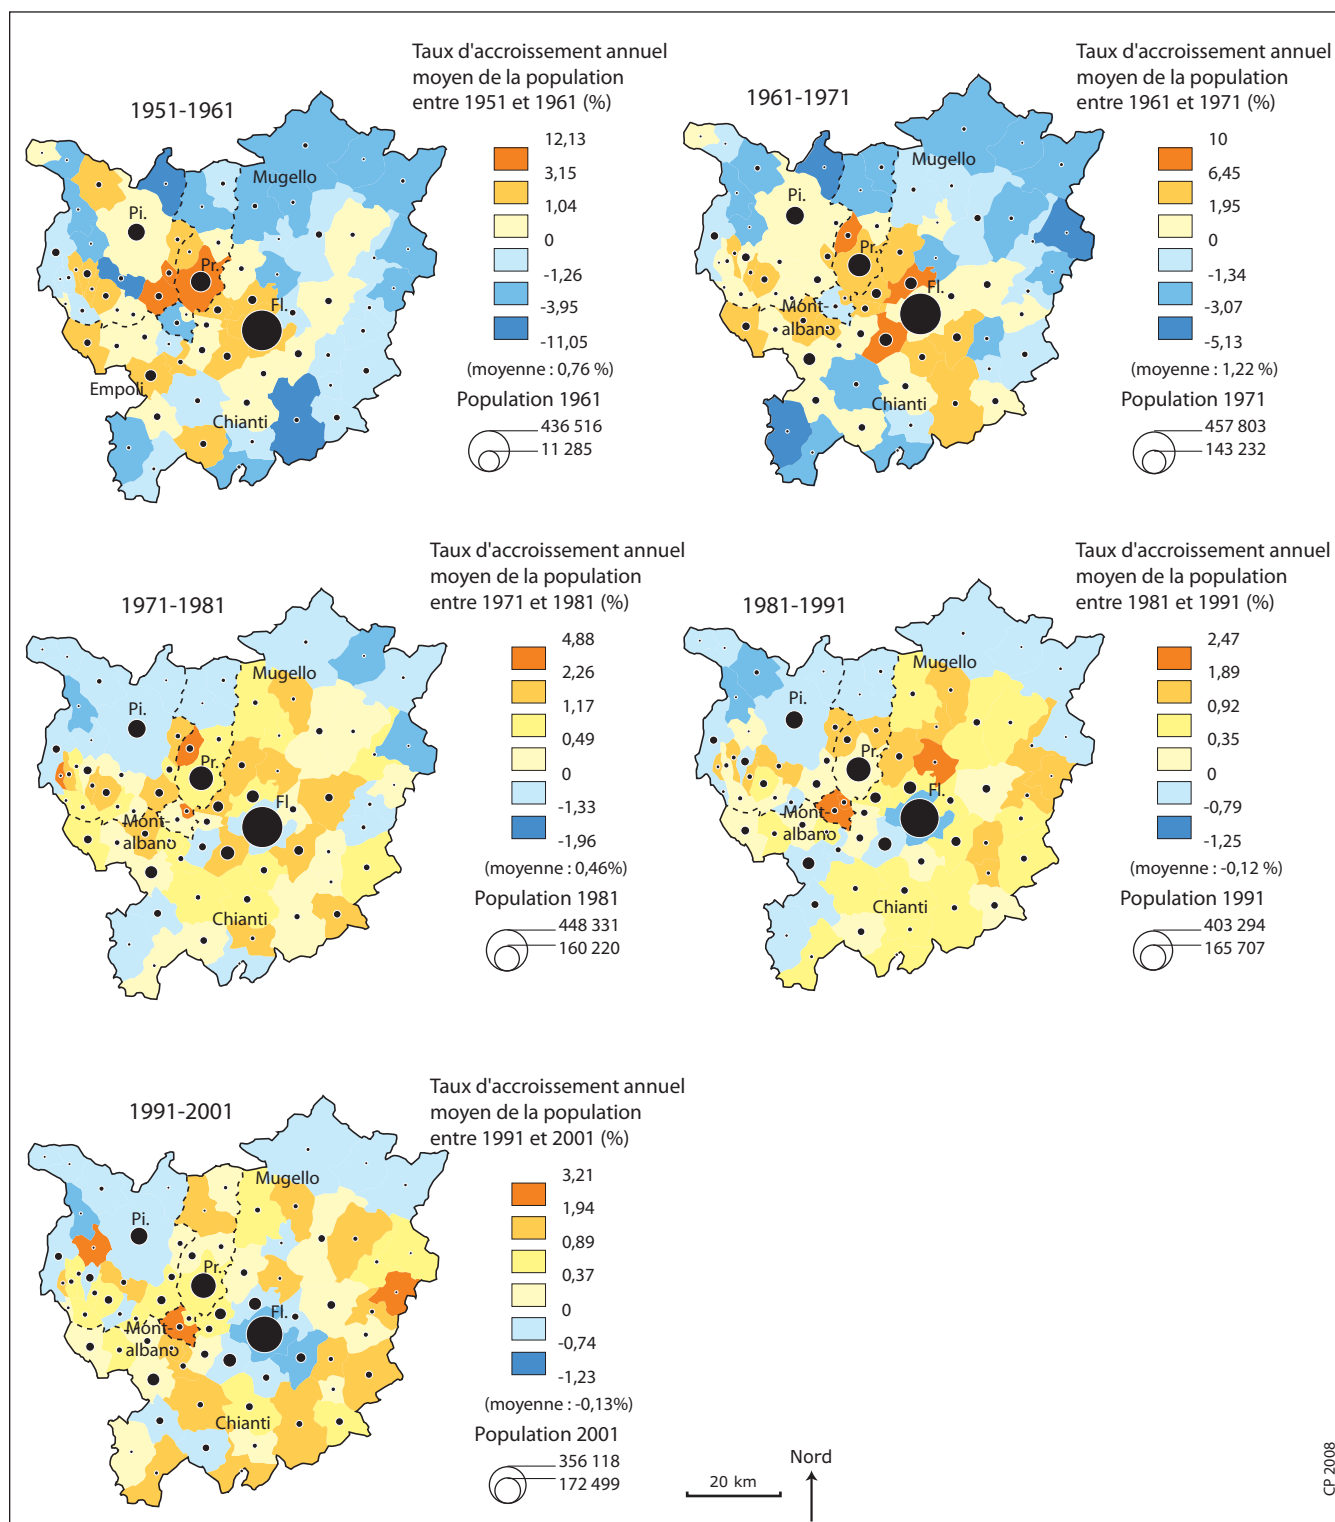 1951-1961
Taux d'accroissement annuel
moyen de la population
entre 1951 et 1961 (%)
12,13
3,15
1,04
0
-1,26
-3,95
-11,05
(moyenne : 0,76 %)
Population 1961
436 516
11 285
Mugello
Pi.
Pr.
Fl.
Empoli
Chianti
1961-1971
Taux d'accroissement annuel
moyen de la population
entre 1961 et 1971 (%)
10
6,45
1,95
0
-1,34
-3,07
-5,13
(moyenne : 1,22 %)
Population 1971
457 803
143 232
Mugello
Pi.
Pr.
Fl.
Mont-
albano
Chianti
1971-1981
Taux d'accroissement annuel
moyen de la population
entre 1971 et 1981 (%)
4,88
2,26
1,17
0,49
0
-1,33
-1,96
(moyenne : 0,46%)
Population 1981
448 331
160 220
Mugello
Pi.
Pr.
Fl.
Mont-
albano
Chianti
1981-1991
Taux d'accroissement annuel
moyen de la population
entre 1981 et 1991 (%)
2,47
1,89
0,92
0,35
0
-0,79
-1,25
(moyenne : -0,12 %)
Population 1991
403 294
165 707
Mugello
Pi.
Pr.
Fl.
Mont-
albano
Chianti
1991-2001
Taux d'accroissement annuel
moyen de la population
entre 1991 et 2001 (%)
3,21
1,94
0,89
0,37
0
-0,74
-1,23
(moyenne : -0,13%)
Population 2001
356 118
172 499
Mugello
Pi.
Pr.
Fl.
Mont-
albano
Chianti
20 km
Nord
CP 2008